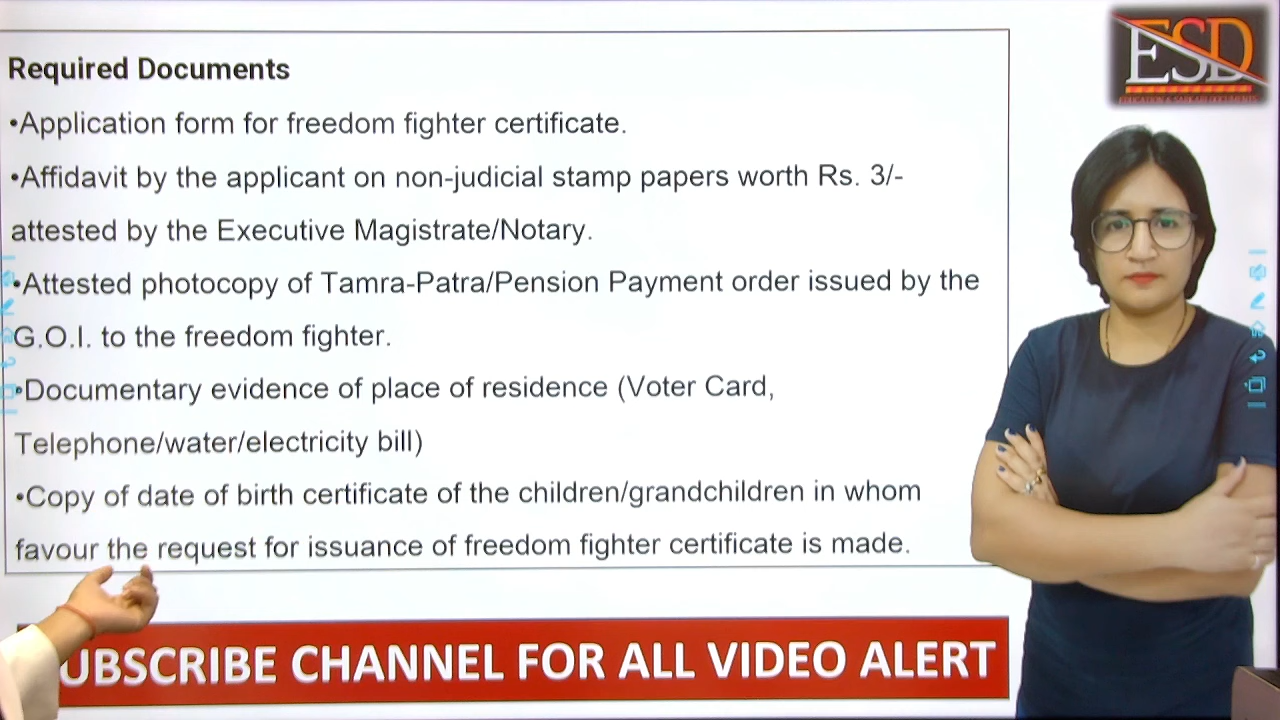 ESD
Required Documents
•Application form for freedom fighter certificate.
•Affidavit by the applicant on non-judicial stamp papers worth Rs. 3/-
attested by the Executive Magistrate/Notary.
•Attested photocopy of Tamra-Patra/Pension Payment order issued by the
G.O.I. to the freedom fighter.
•Documentary evidence of place of residence (Voter Card,
Telephone/water/electricity bill)
•Copy of date of birth certificate of the children/grandchildren in whom
favour the request for issuance of freedom fighter certificate is made.
UBSCRIBE CHANNEL FOR ALL VIDEO ALERT